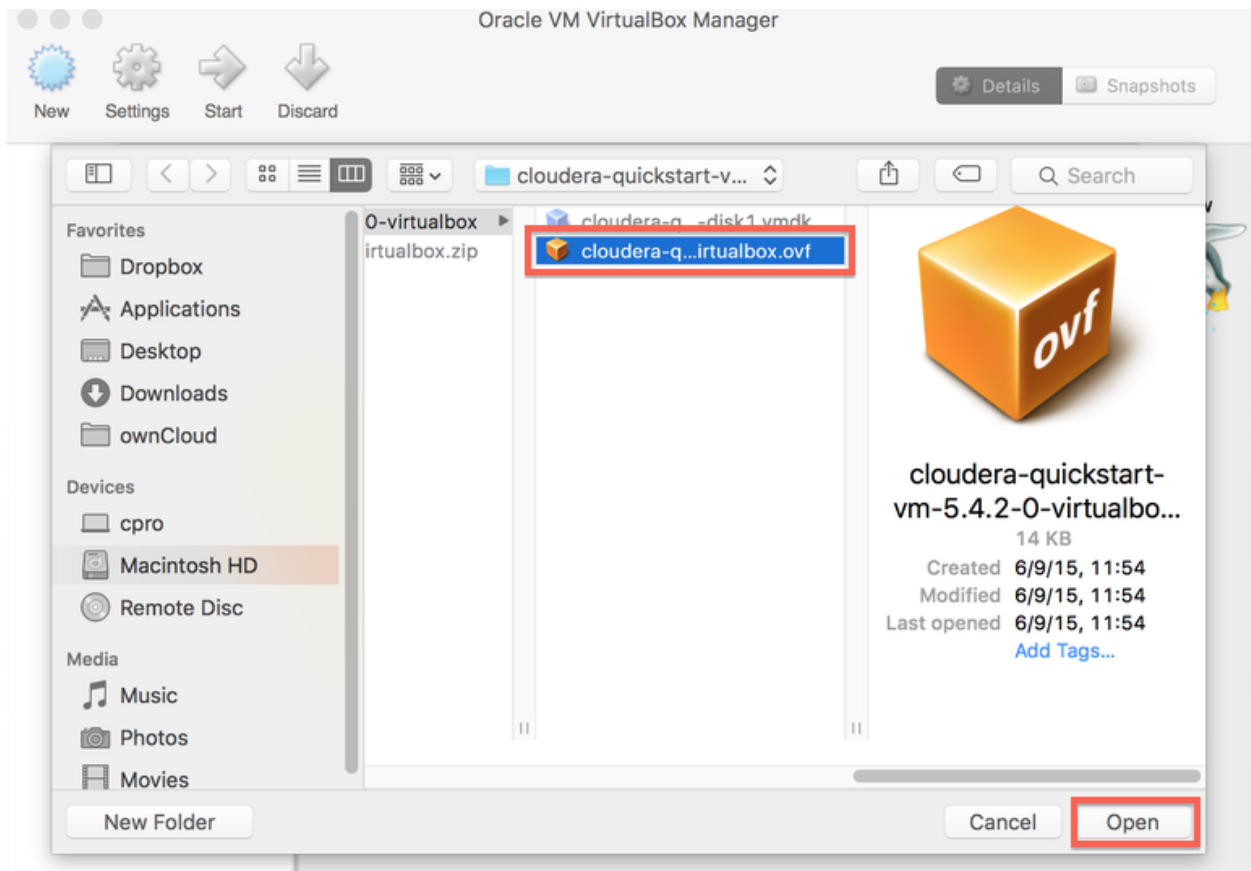 Oracle VM VirtualBox Manager
New Settings Start Discard
Details Snapshots
cloudera-quickstart-v... Search
Favorites
Dropbox
Applications
Desktop
Downloads
ownCloud
Devices
cpro
Macintosh HD
Remote Disc
Media
Music
Photos
Movies
0-virtualbox
irtualbox.zip
cloudera-q...-disk1.vmdk
cloudera-q...irtualbox.ovf
ovf
cloudera-quickstart-
vm-5.4.2-0-virtualbo...
14 KB
Created 6/9/15, 11:54
Modified 6/9/15, 11:54
Last opened 6/9/15, 11:54
Add Tags...
New Folder Cancel Open